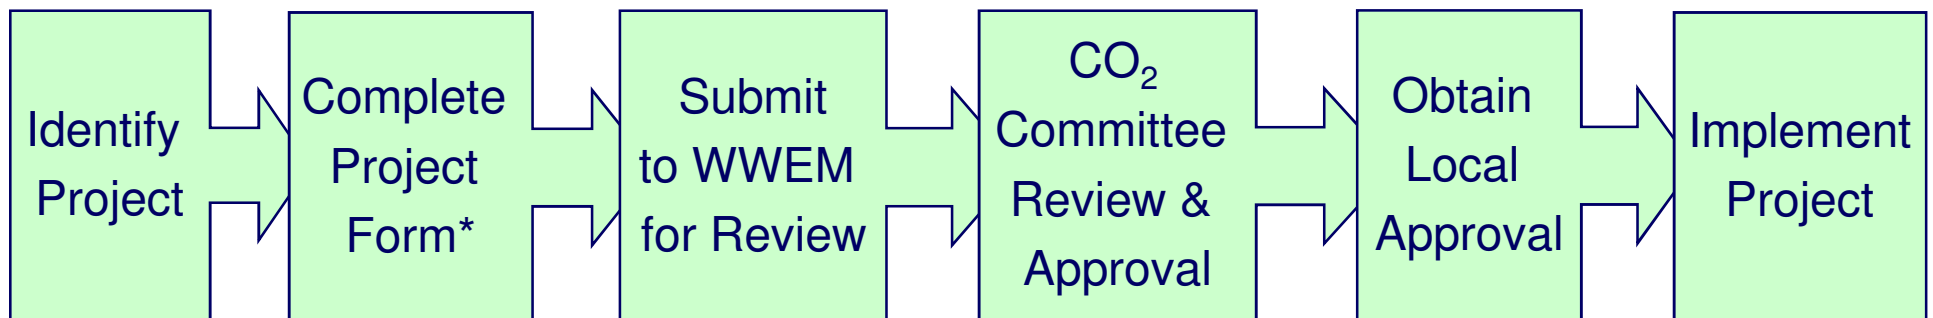 Identify
Project
Complete
Project
Form*
Submit
to WWEM
for Review
CO₂
Committee
Review &
Approval
Obtain
Local
Approval
Implement
Project